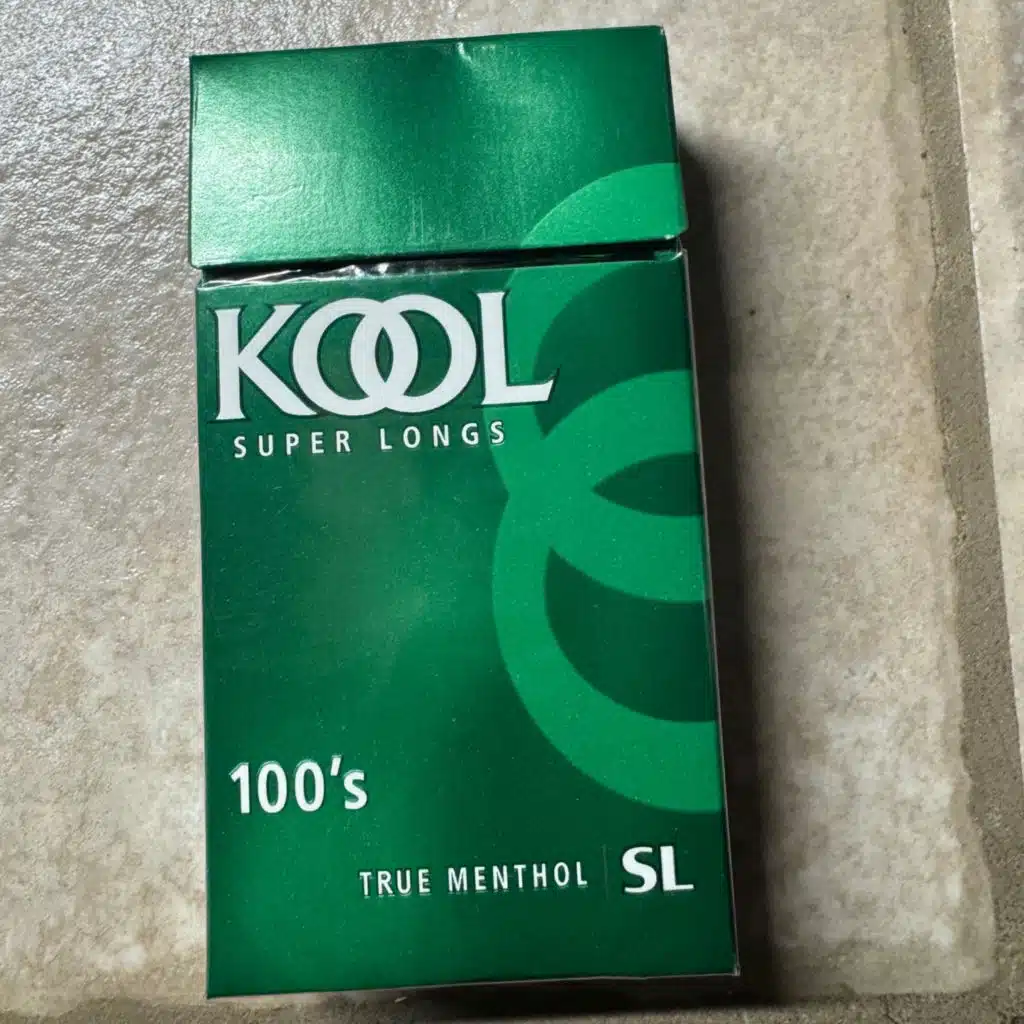 KOOL
SUPER LONGS
100's
TRUE MENTHOL | SL